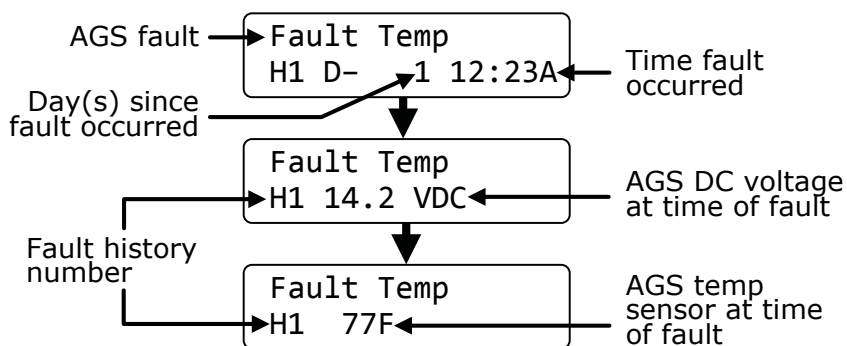 AGS fault
Fault Temp
H1 D– 1 12:23A
Time fault
occurred
Day(s) since
fault occurred
Fault Temp
H1 14.2 VDC
AGS DC voltage
at time of fault
Fault history
number
Fault Temp
H1 77F
AGS temp
sensor at time
of fault